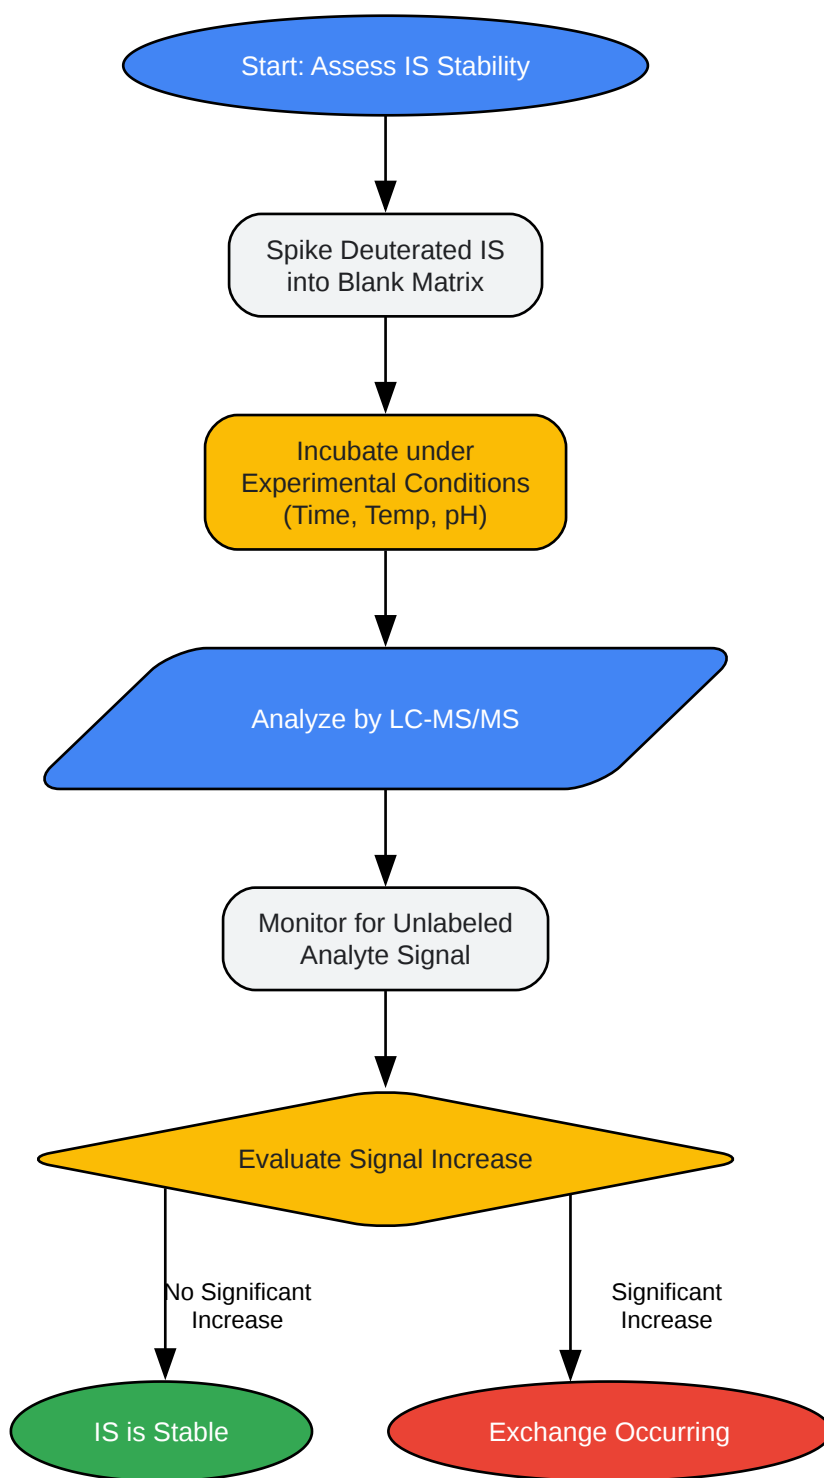 Start: Assess IS Stability
Spike Deuterated IS
into Blank Matrix
Incubate under
Experimental Conditions
(Time, Temp, pH)
Analyze by LC-MS/MS
Monitor for Unlabeled
Analyte Signal
Evaluate Signal Increase
No Significant
Increase
Significant
Increase
IS is Stable
Exchange Occurring